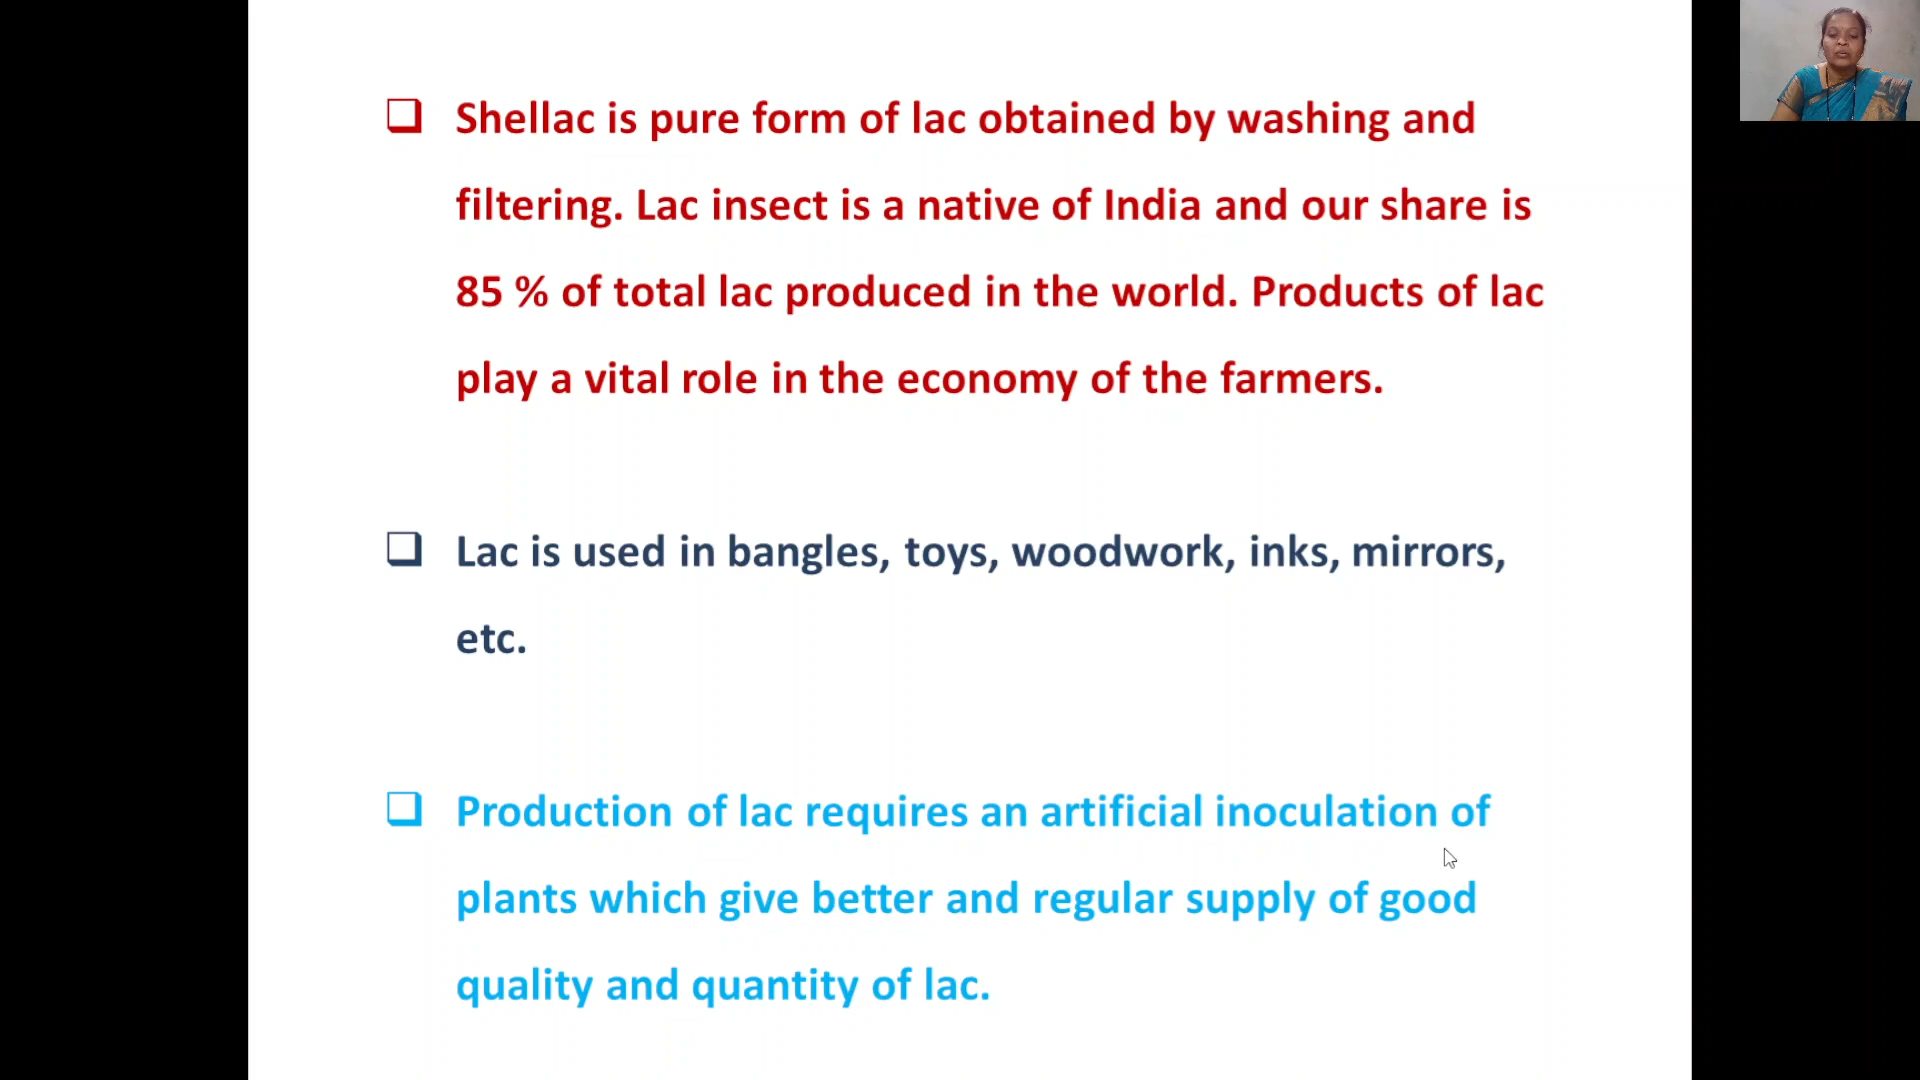 Shellac is pure form of lac obtained by washing and
filtering. Lac insect is a native of India and our share is
85 % of total lac produced in the world. Products of lac
play a vital role in the economy of the farmers.
Lac is used in bangles, toys, woodwork, inks, mirrors,
etc.
Production of lac requires an artificial inoculation of
plants which give better and regular supply of good
quality and quantity of lac.